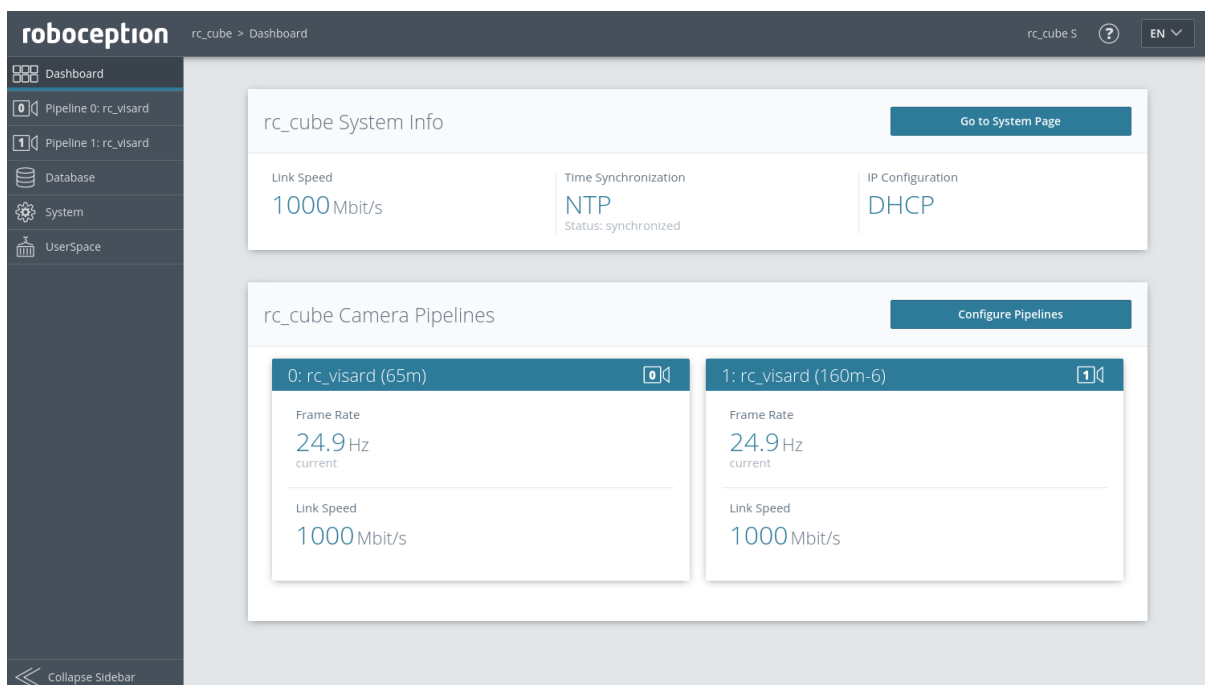 roboception rc_cube > Dashboard rc_cube S ? EN
Dashboard
0 Pipeline 0: rc_visard
1 Pipeline 1: rc_visard
Database
System
UserSpace
Collapse Sidebar
rc_cube System Info Go to System Page
Link Speed Time Synchronization IP Configuration
1000 Mbit/s NTP DHCP
Status: synchronized
rc_cube Camera Pipelines Configure Pipelines
0: rc_visard (65m) 0
Frame Rate
24.9 Hz
current
Link Speed
1000 Mbit/s
1: rc_visard (160m-6) 1
Frame Rate
24.9 Hz
current
Link Speed
1000 Mbit/s